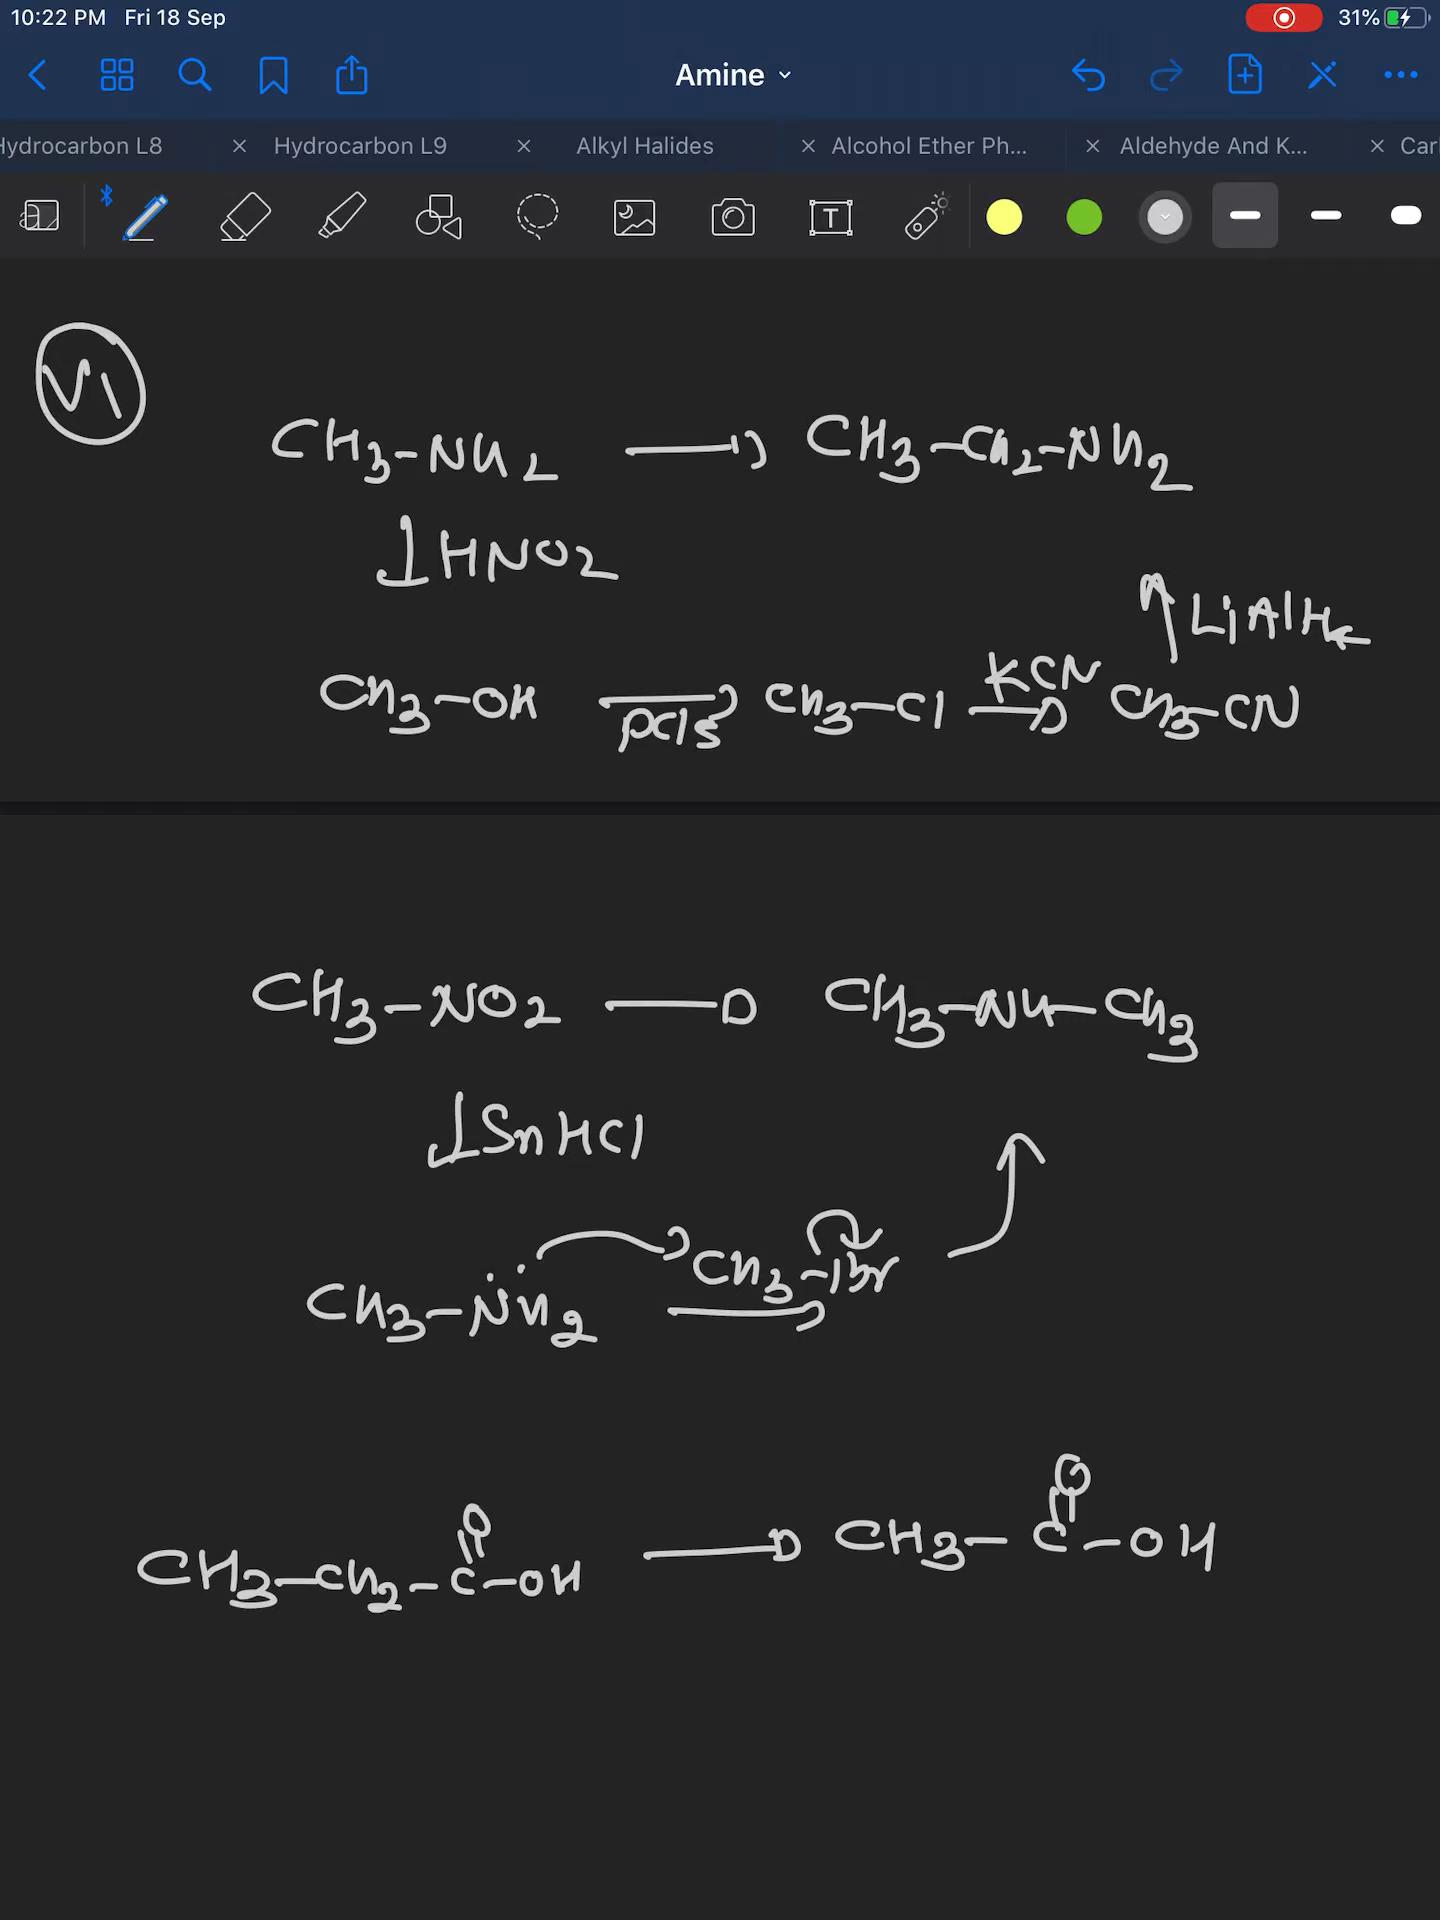 10:22 PM Fri 18 Sep 31%
Amine
Hydrocarbon L8 × Hydrocarbon L9 × Alkyl Halides × Alcohol Ether Ph... × Aldehyde And K... × Car
T
VI
CH3-NH2 → CH3-CH2-NH2
↓HNO2
↑LiAlH4
CH3-OH → PCl5 CH3-Cl → KCN CH3-CN
CH3-NO2 → CH3-NH-CH3
↓Sn HCl
CH3-NH2 → CH3-Br
O
CH3-CH2-C-OH → CH3-C-OH
O